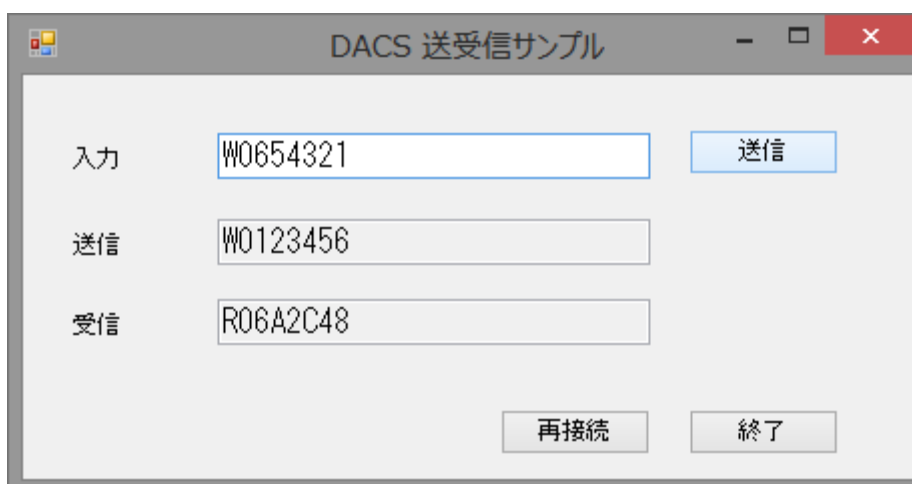 DACS 送受信サンプル
入力 W0654321 送信
送信 W0123456
受信 R06A2C48
再接続 終了